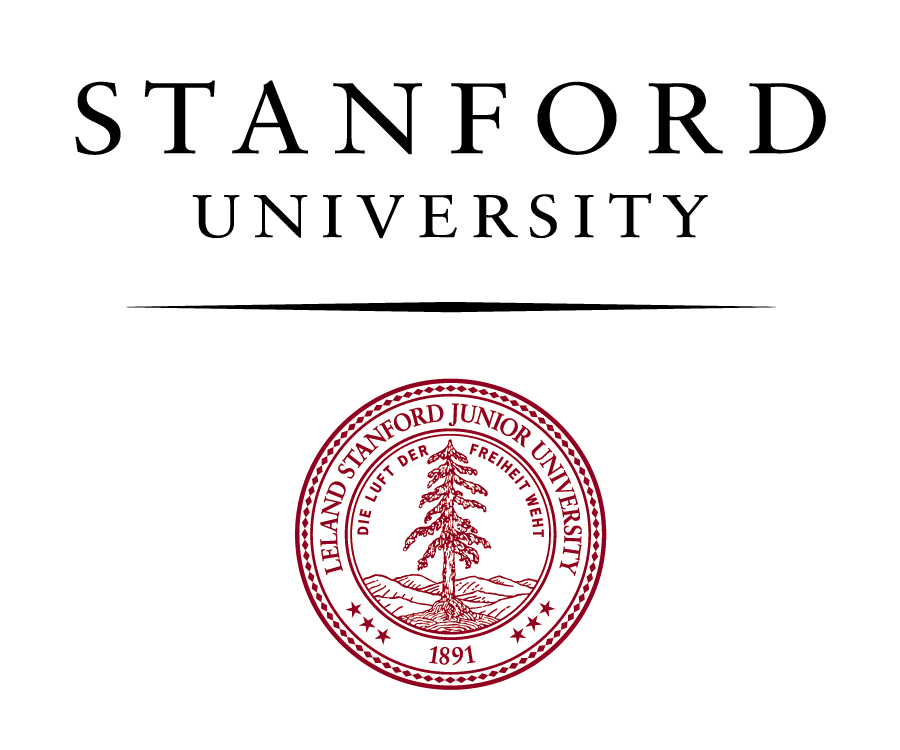 STANFORD
UNIVERSITY
LELAND STANFORD JUNIOR UNIVERSITY
DIE LUFT DER FREIHEIT WEHT
1891